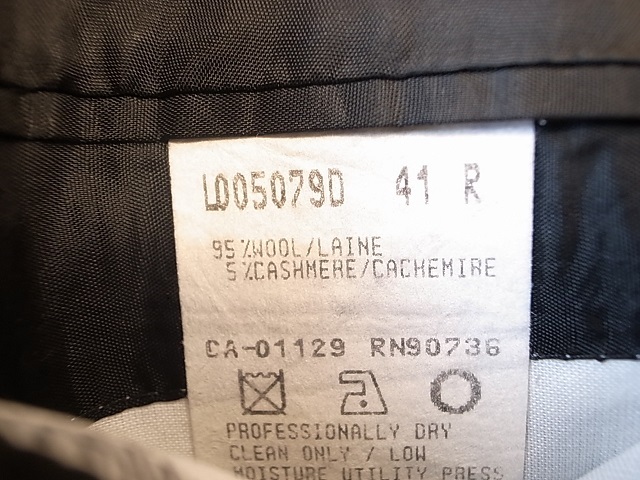 LD05079D 41 R
95%WOOL/LAINE
5%CASHMERE/CACHEMIRE
CA-01129 RN90736
PROFESSIONALLY DRY
CLEAN ONLY / LOW
MOISTURE UTILITY PRESS